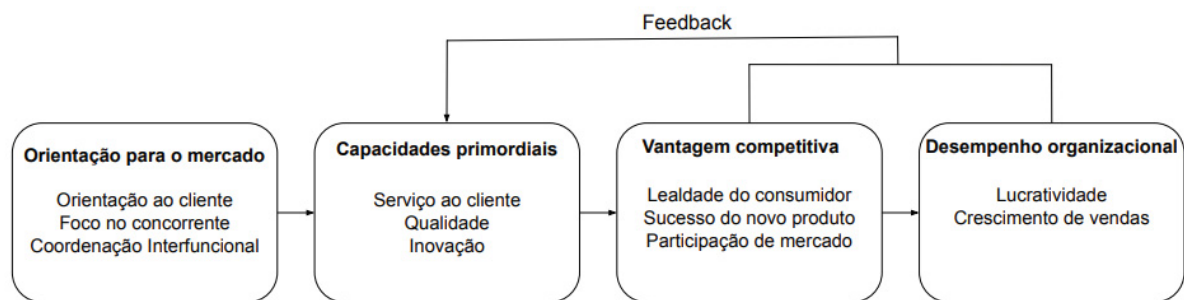 Feedback
Orientação para o mercado
Orientação ao cliente
Foco no concorrente
Coordenação Interfuncional
Capacidades primordiais
Serviço ao cliente
Qualidade
Inovação
Vantagem competitiva
Lealdade do consumidor
Sucesso do novo produto
Participação de mercado
Desempenho organizacional
Lucratividade
Crescimento de vendas